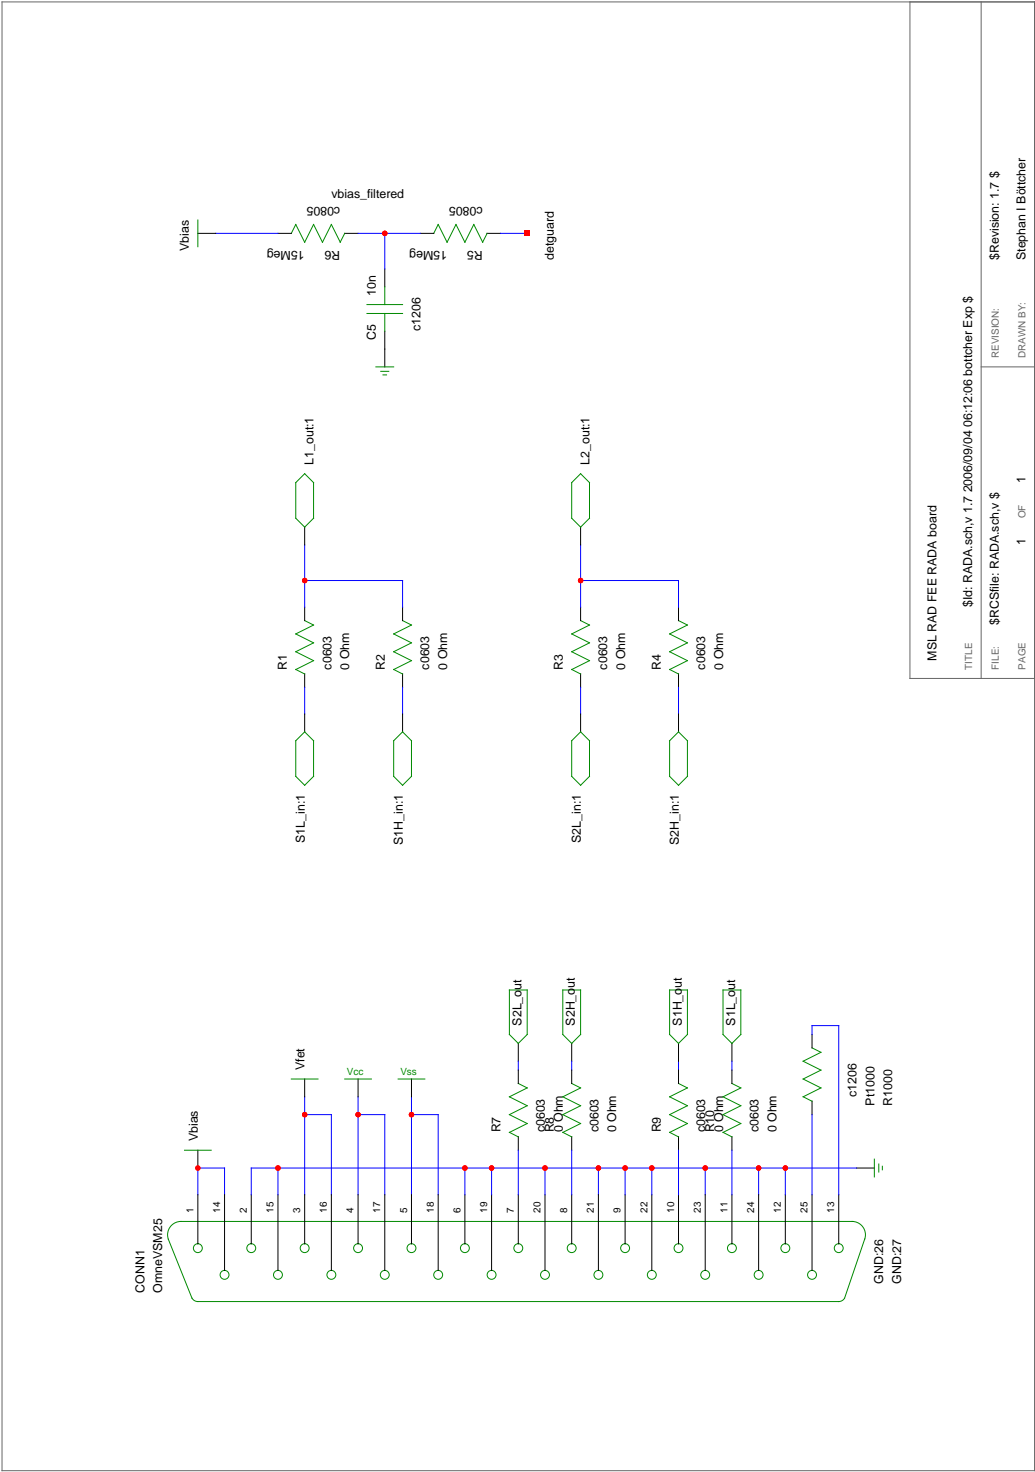 CONN1
OmneVSM25
1
14
2
15
3
16
4
17
5
18
6
19
7
20
8
21
9
22
10
23
11
24
12
25
13
GND:26
GND:27
Vbias
Vfet
Vcc
Vss
R7
c0603
0 Ohm
S2L_out
R8
c0603
0 Ohm
S2H_out
R9
c0603
0 Ohm
S1H_out
R10
c0603
0 Ohm
S1L_out
c1206
Pt1000
R1000
S1L_in:1
R1
c0603
0 Ohm
L1_out:1
S1H_in:1
R2
c0603
0 Ohm
S2L_in:1
R3
c0603
0 Ohm
L2_out:1
S2H_in:1
R4
c0603
0 Ohm
Vbias
vbias_filtered
c0805
15Meg
R6
c0805
15Meg
R5
detguard
C5
10n
c1206
MSL RAD FEE RADA board
TITLE
$Id: RADA.sch,v 1.7 2006/09/04 06:12:06 bottcher Exp $
FILE: $RCSfile: RADA.sch,v $
REVISION: $Revision: 1.7 $
PAGE 1 OF 1
DRAWN BY: Stephan I Böttcher